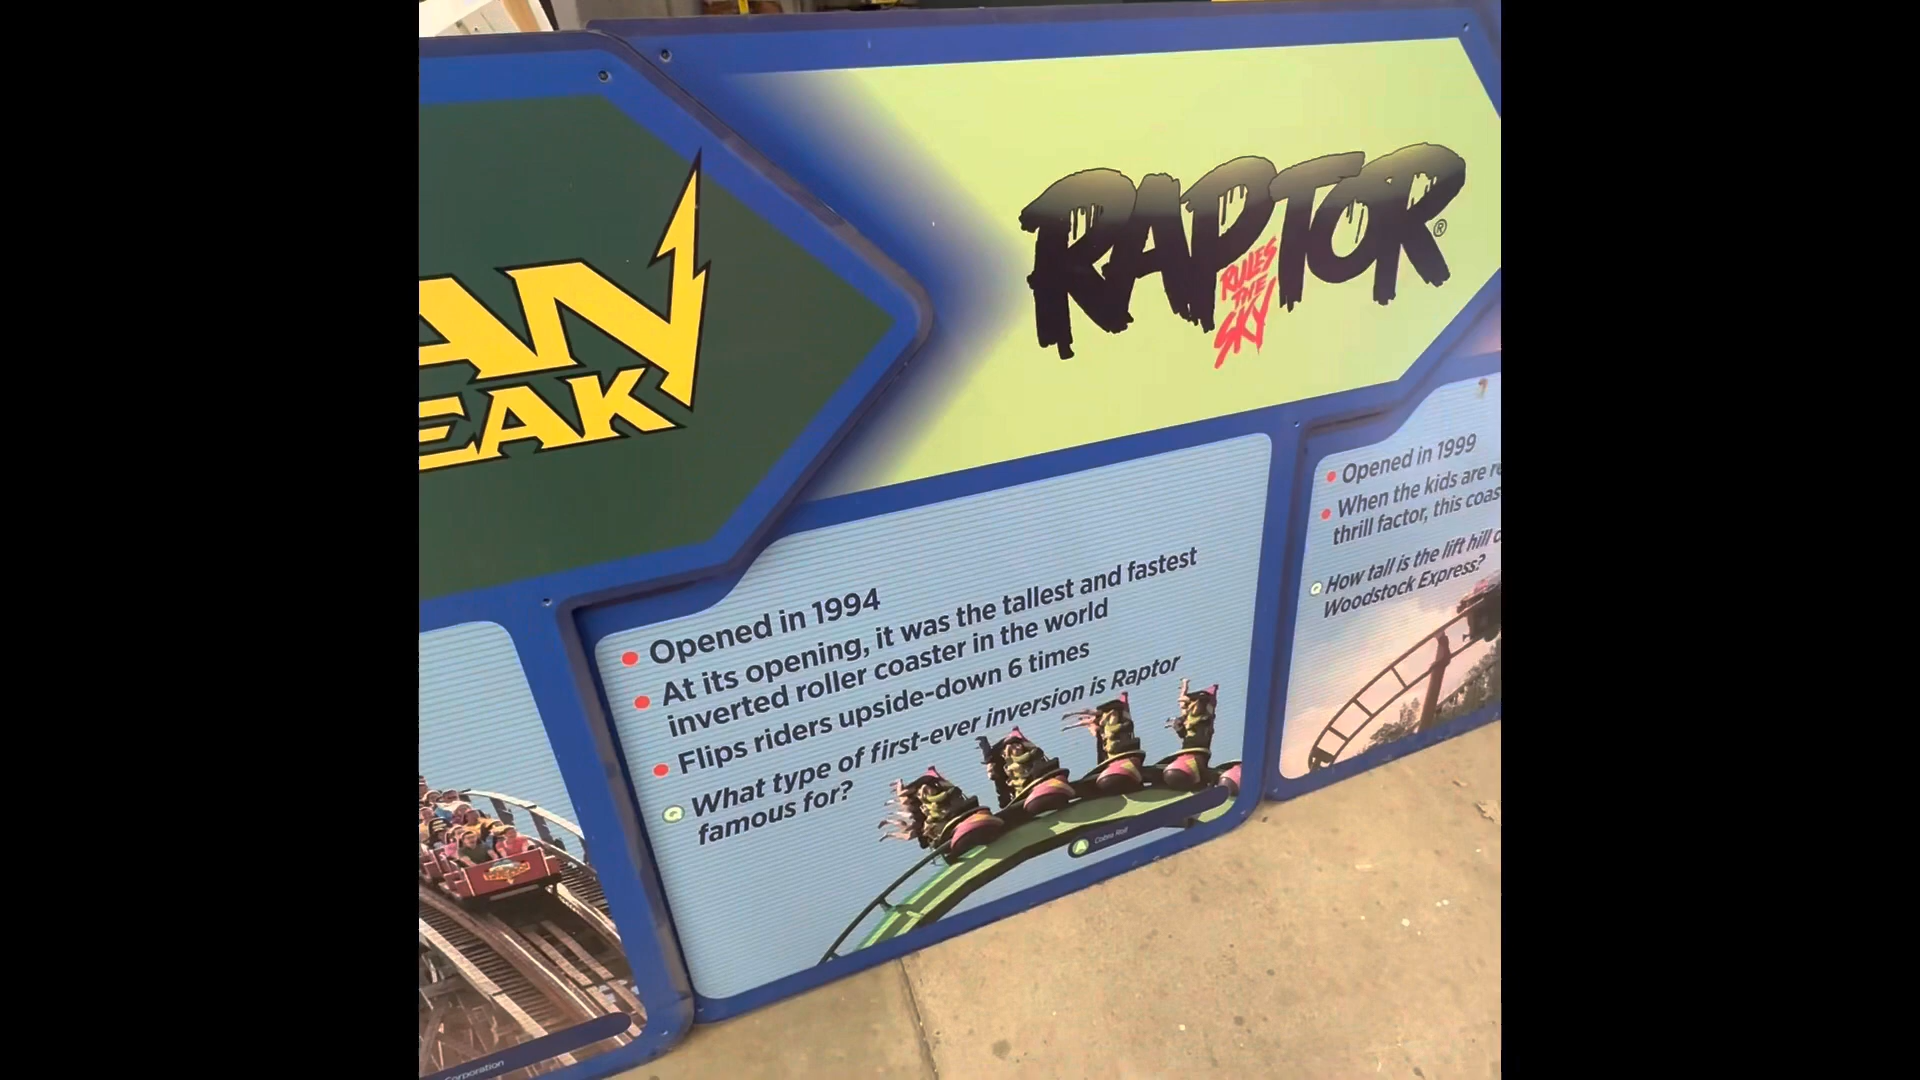 RAPTOR®
RULES
THE
SKY
EAK
Opened in 1994
At its opening, it was the tallest and fastest
inverted roller coaster in the world
Flips riders upside-down 6 times
Q What type of first-ever inversion is Raptor
famous for?
A Cobra Roll
Opened in 1999
When the kids are
thrill factor, this
Q How tall is the lift hill
Woodstock Express?
Corporation